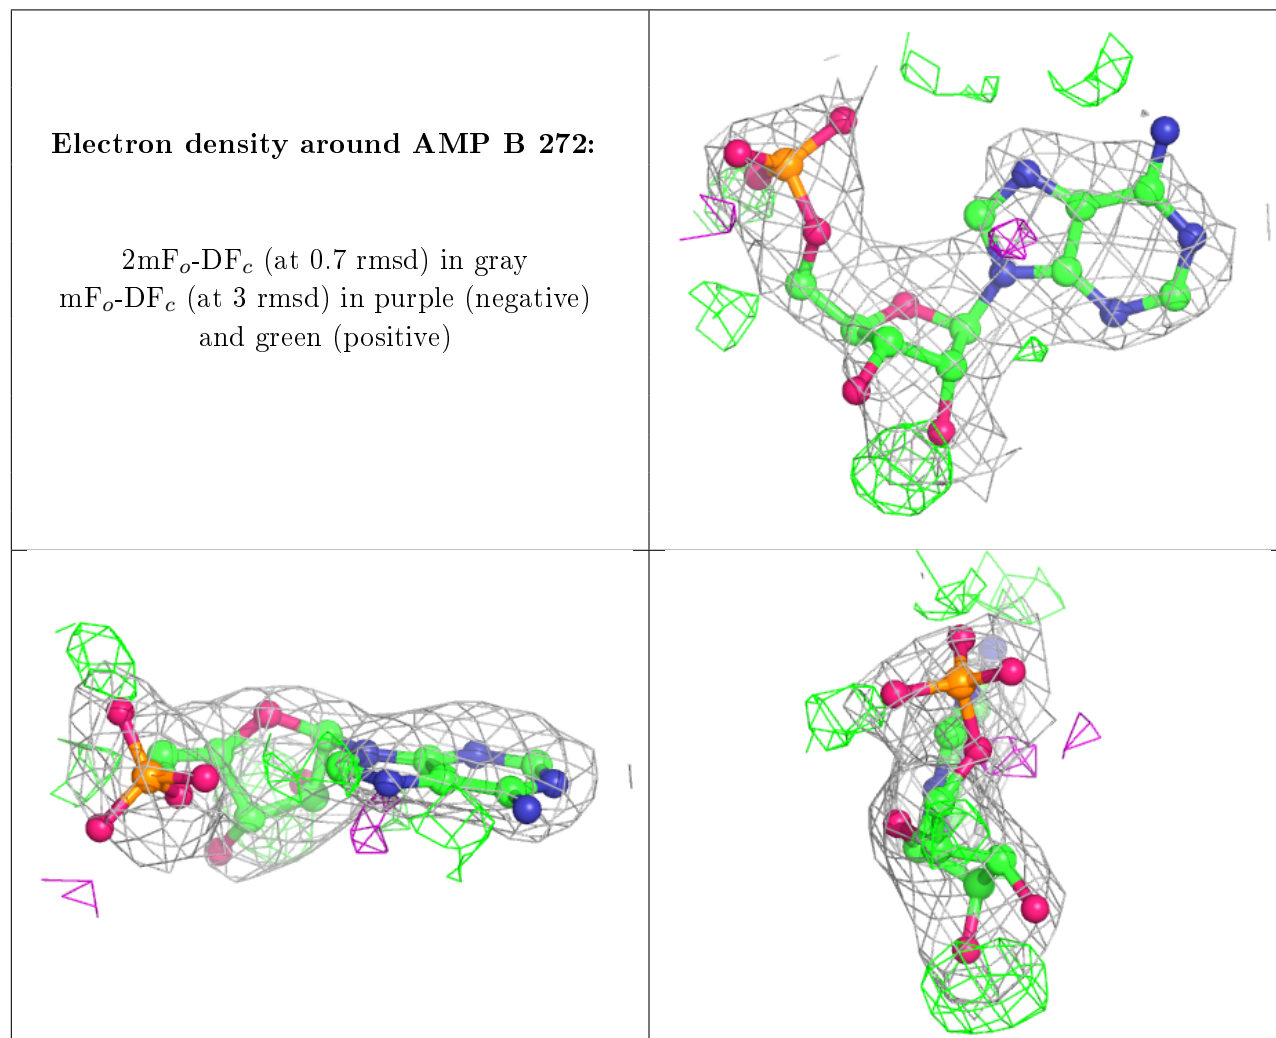 Electron density around AMP B 272:
2mFo-DFc (at 0.7 rmsd) in gray
mFo-DFc (at 3 rmsd) in purple (negative)
and green (positive)